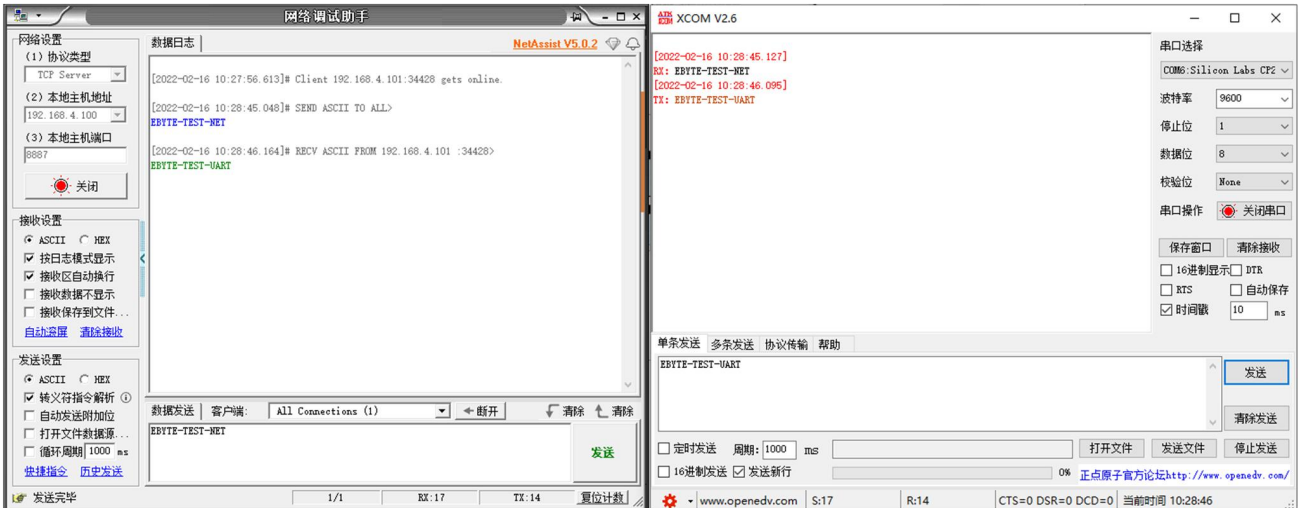 网络调试助手
网络设置
(1) 协议类型
TCP Server
(2) 本地主机地址
192.168.4.100
(3) 本地主机端口
8887
关闭
接收设置
ASCII HEX
按日志模式显示
接收区自动换行
接收数据不显示
接收保存到文件...
自动滚屏 清除接收
发送设置
ASCII HEX
转义符指令解析
自动发送附加位
打开文件数据源...
循环周期 1000 ms
快捷指令 历史发送
数据日志
NetAssist V5.0.2
[2022-02-16 10:27:56.613]# Client 192.168.4.101:34428 gets online.
[2022-02-16 10:28:45.048]# SEND ASCII TO ALL>
EBYTE-TEST-NET
[2022-02-16 10:28:46.164]# RECV ASCII FROM 192.168.4.101 :34428>
EBYTE-TEST-UART
数据发送 客户端: All Connections (1) 断开 清除 清除
EBYTE-TEST-NET
发送
发送完毕 1/1 RX:17 TX:14 复位计数
ATK XCOM XCOM V2.6
[2022-02-16 10:28:45.127]
RX: EBYTE-TEST-NET
[2022-02-16 10:28:46.095]
TX: EBYTE-TEST-UART
串口选择
COM6:Silicon Labs CP2
波特率 9600
停止位 1
数据位 8
校验位 None
串口操作 关闭串口
保存窗口 清除接收
16进制显示 DTR
RTS 自动保存
时间戳 10 ms
单条发送 多条发送 协议传输 帮助
EBYTE-TEST-UART
发送
清除发送
定时发送 周期: 1000 ms 打开文件 发送文件 停止发送
16进制发送 发送新行 0% 正点原子官方论坛http://www.openedv.com/
www.openedv.com S:17 R:14 CTS=0 DSR=0 DCD=0 当前时间 10:28:46